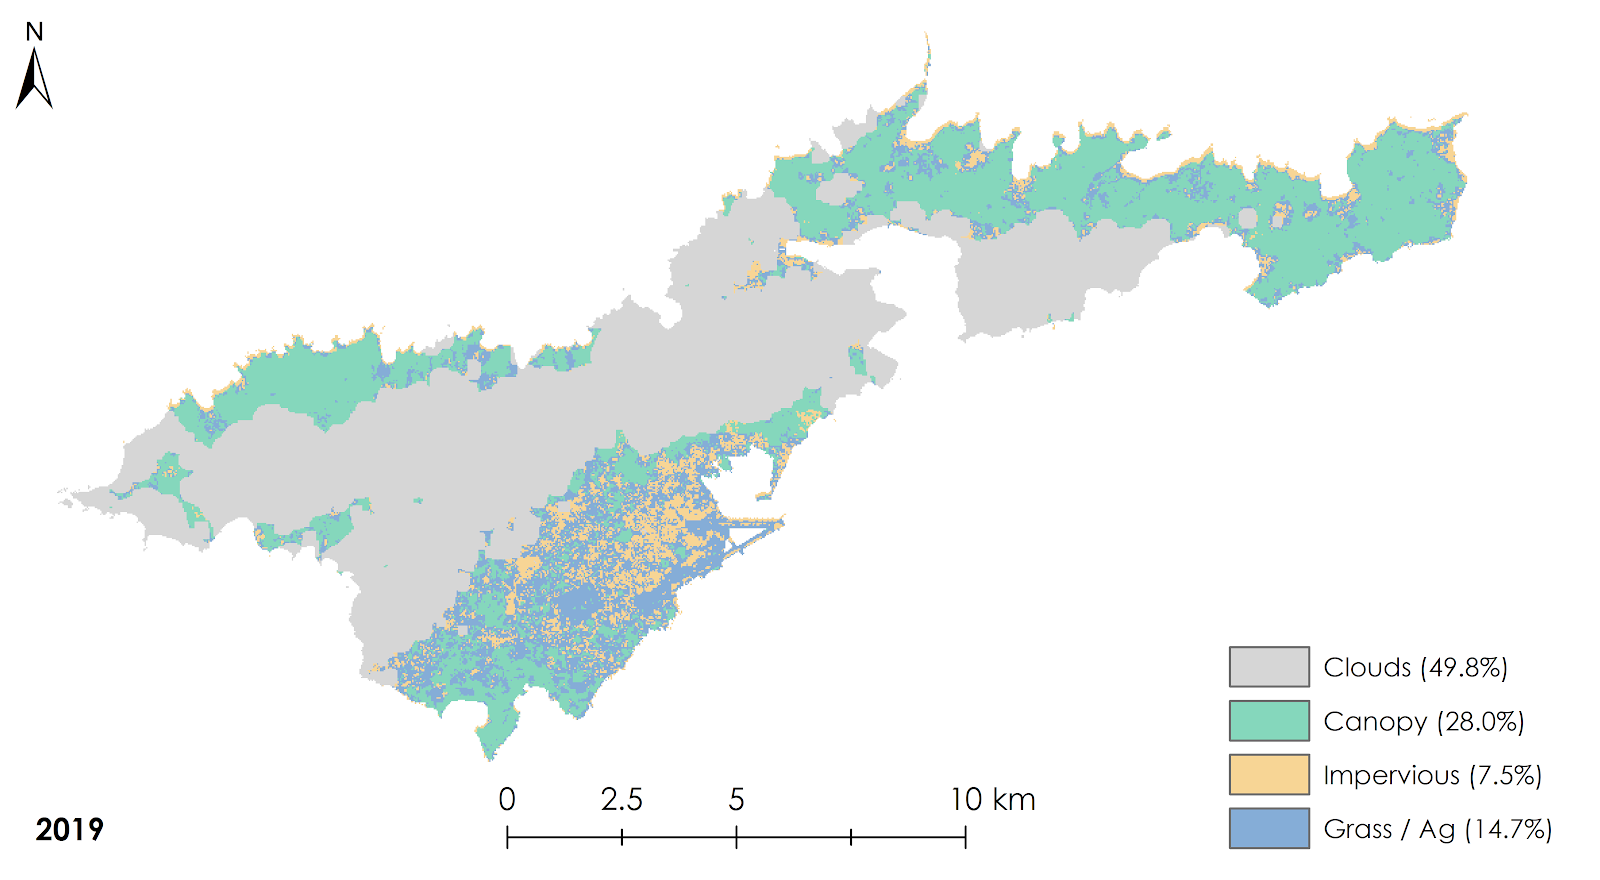 N
Clouds (49.8%)
Canopy (28.0%)
Impervious (7.5%)
Grass / Ag (14.7%)
0 2.5 5 10 km
2019